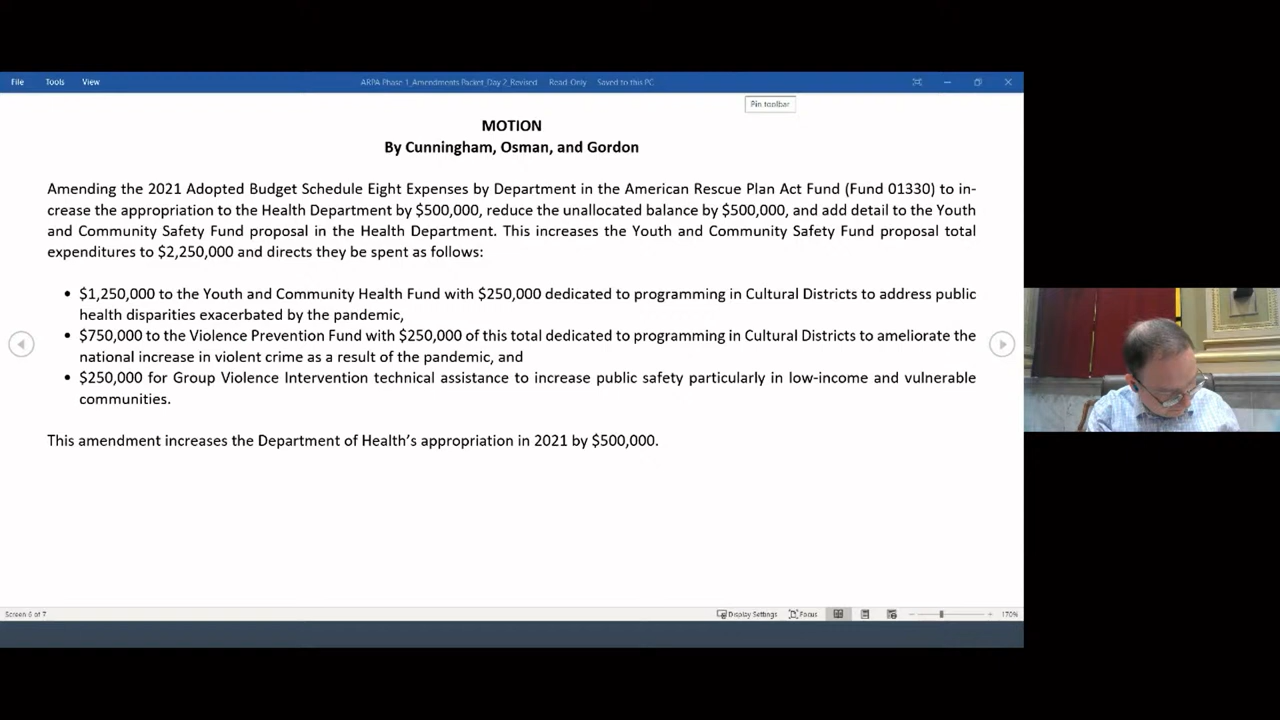 File Tools View ARPA Phase 1_Amendments Packet_Day 2_Revised Read-Only Saved to this PC
Pin toolbar
MOTION
By Cunningham, Osman, and Gordon
Amending the 2021 Adopted Budget Schedule Eight Expenses by Department in the American Rescue Plan Act Fund (Fund 01330) to in-
crease the appropriation to the Health Department by $500,000, reduce the unallocated balance by $500,000, and add detail to the Youth
and Community Safety Fund proposal in the Health Department. This increases the Youth and Community Safety Fund proposal total
expenditures to $2,250,000 and directs they be spent as follows:
• $1,250,000 to the Youth and Community Health Fund with $250,000 dedicated to programming in Cultural Districts to address public
health disparities exacerbated by the pandemic,
• $750,000 to the Violence Prevention Fund with $250,000 of this total dedicated to programming in Cultural Districts to ameliorate the
national increase in violent crime as a result of the pandemic, and
• $250,000 for Group Violence Intervention technical assistance to increase public safety particularly in low-income and vulnerable
communities.
This amendment increases the Department of Health's appropriation in 2021 by $500,000.
Screen 6 of 7 Display Settings Focus 170%